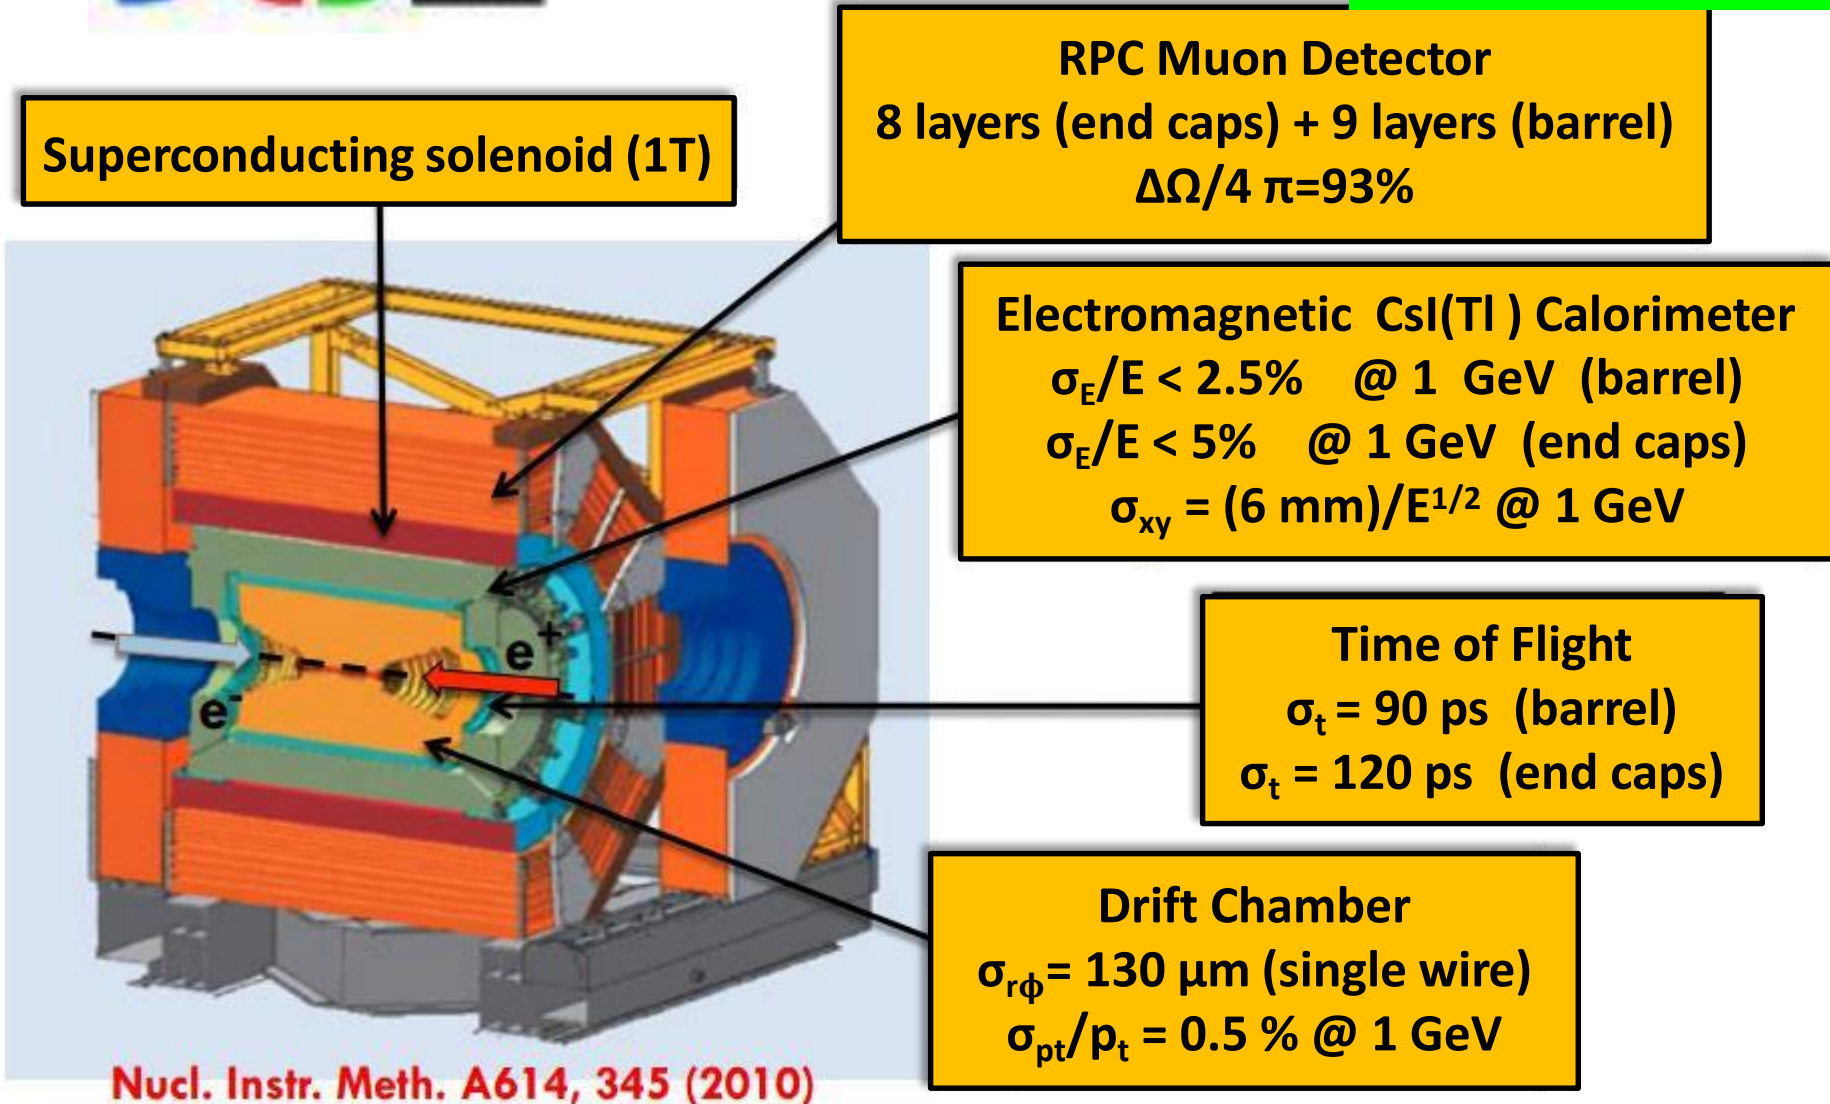 RPC Muon Detector
8 layers (end caps) + 9 layers (barrel)
ΔΩ/4 π=93%
Superconducting solenoid (1T)
Electromagnetic CsI(Tl ) Calorimeter
σE/E < 2.5% @ 1 GeV (barrel)
σE/E < 5% @ 1 GeV (end caps)
σxy = (6 mm)/E1/2 @ 1 GeV
e+
e-
Time of Flight
σt = 90 ps (barrel)
σt = 120 ps (end caps)
Drift Chamber
σrϕ= 130 μm (single wire)
σpt/pt = 0.5 % @ 1 GeV
Nucl. Instr. Meth. A614, 345 (2010)